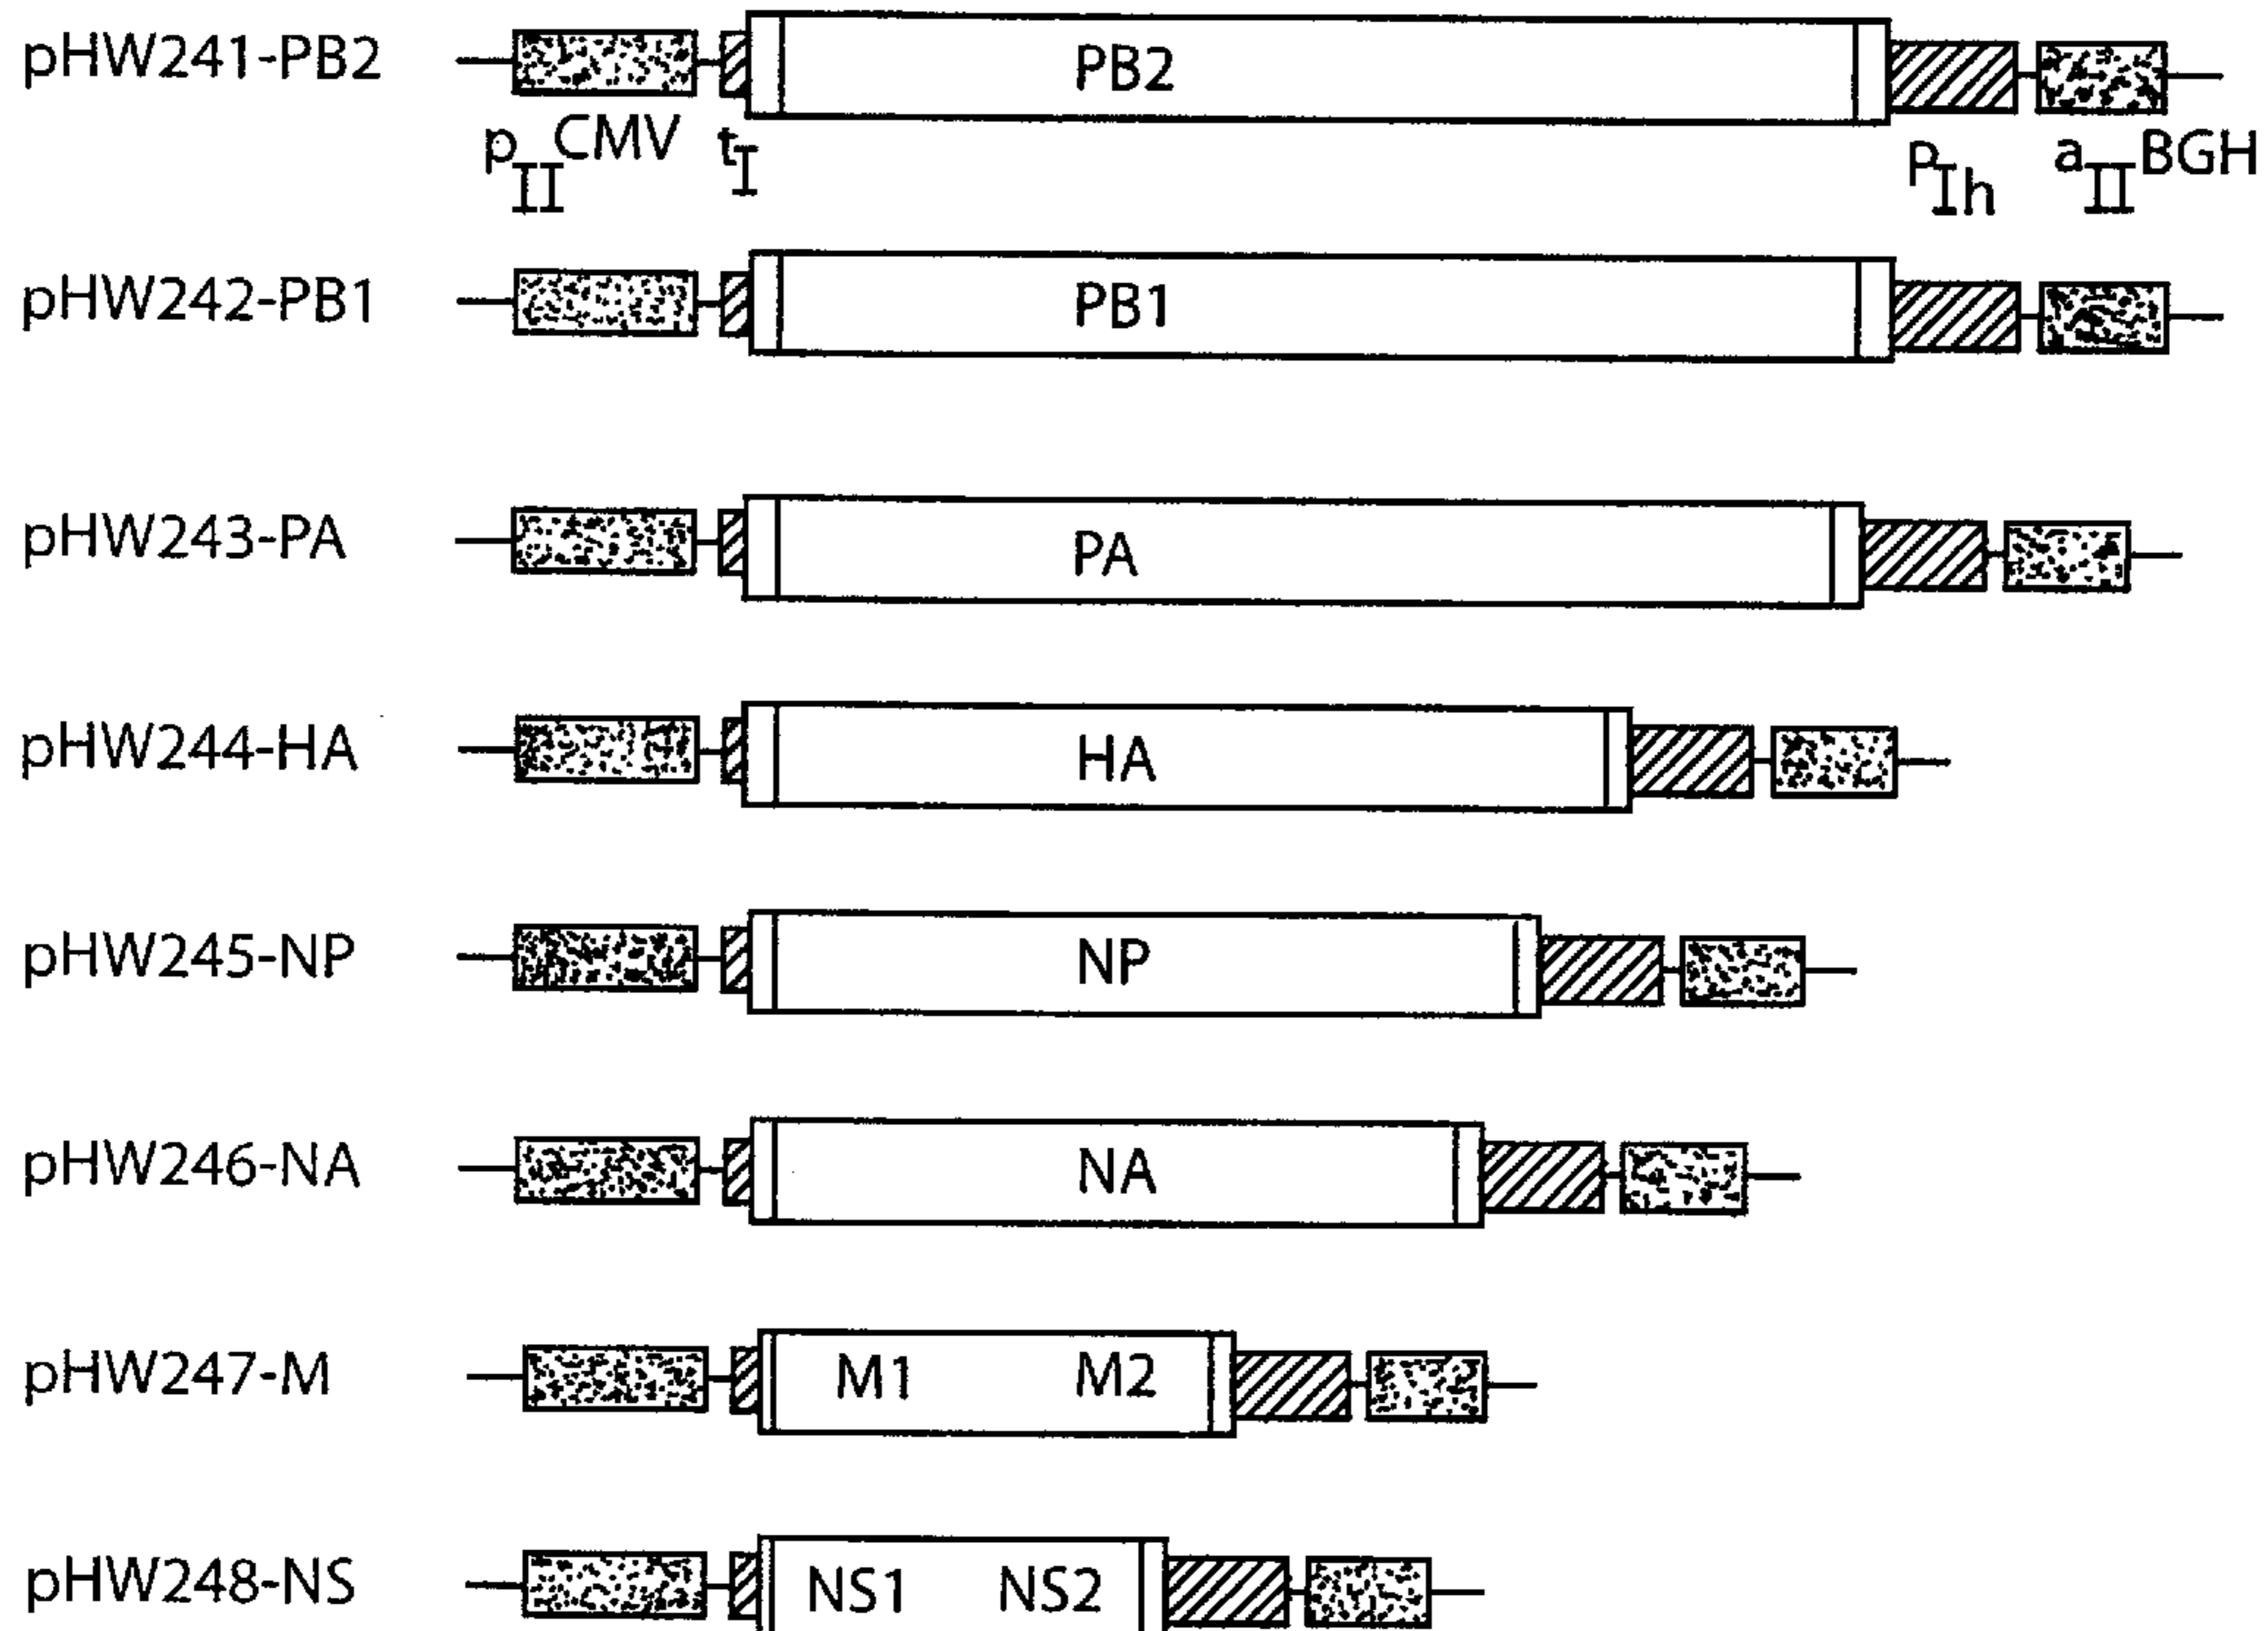 pHW241-PB2 PB2
pIICMV tI pIh aIIBGH
pHW242-PB1 PB1
pHW243-PA PA
pHW244-HA HA
pHW245-NP NP
pHW246-NA NA
pHW247-M M1 M2
pHW248-NS NS1 NS2